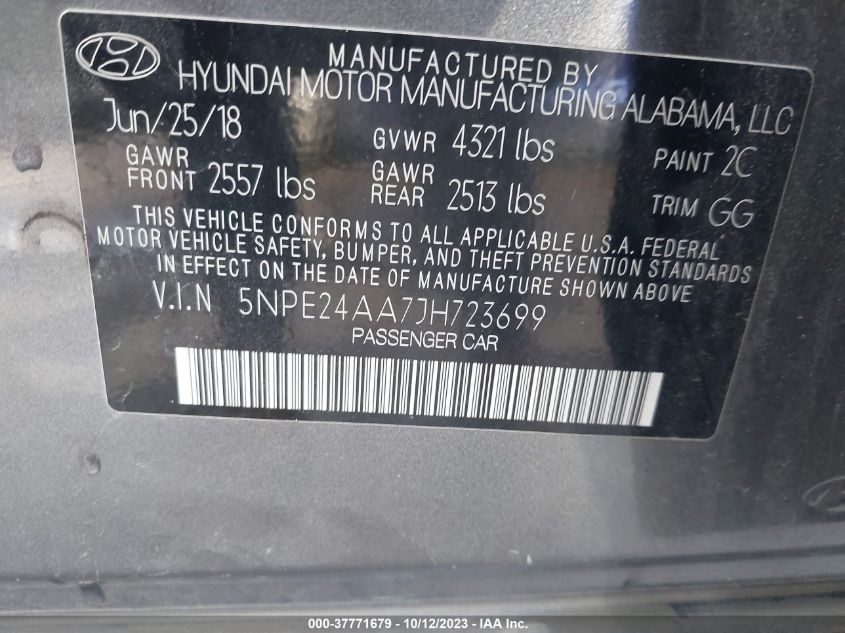 MANUFACTURED BY
HYUNDAI MOTOR MANUFACTURING ALABAMA, LLC
Jun/25/18 GVWR 4321 lbs PAINT 2C
GAWR FRONT 2557 lbs GAWR REAR 2513 lbs TRIM GG
THIS VEHICLE CONFORMS TO ALL APPLICABLE U.S.A. FEDERAL
MOTOR VEHICLE SAFETY, BUMPER, AND THEFT PREVENTION STANDARDS
IN EFFECT ON THE DATE OF MANUFACTURE SHOWN ABOVE
V.I.N 5NPE24AA7JH723699
PASSENGER CAR
000-37771679 - 10/12/2023 - IAA Inc.